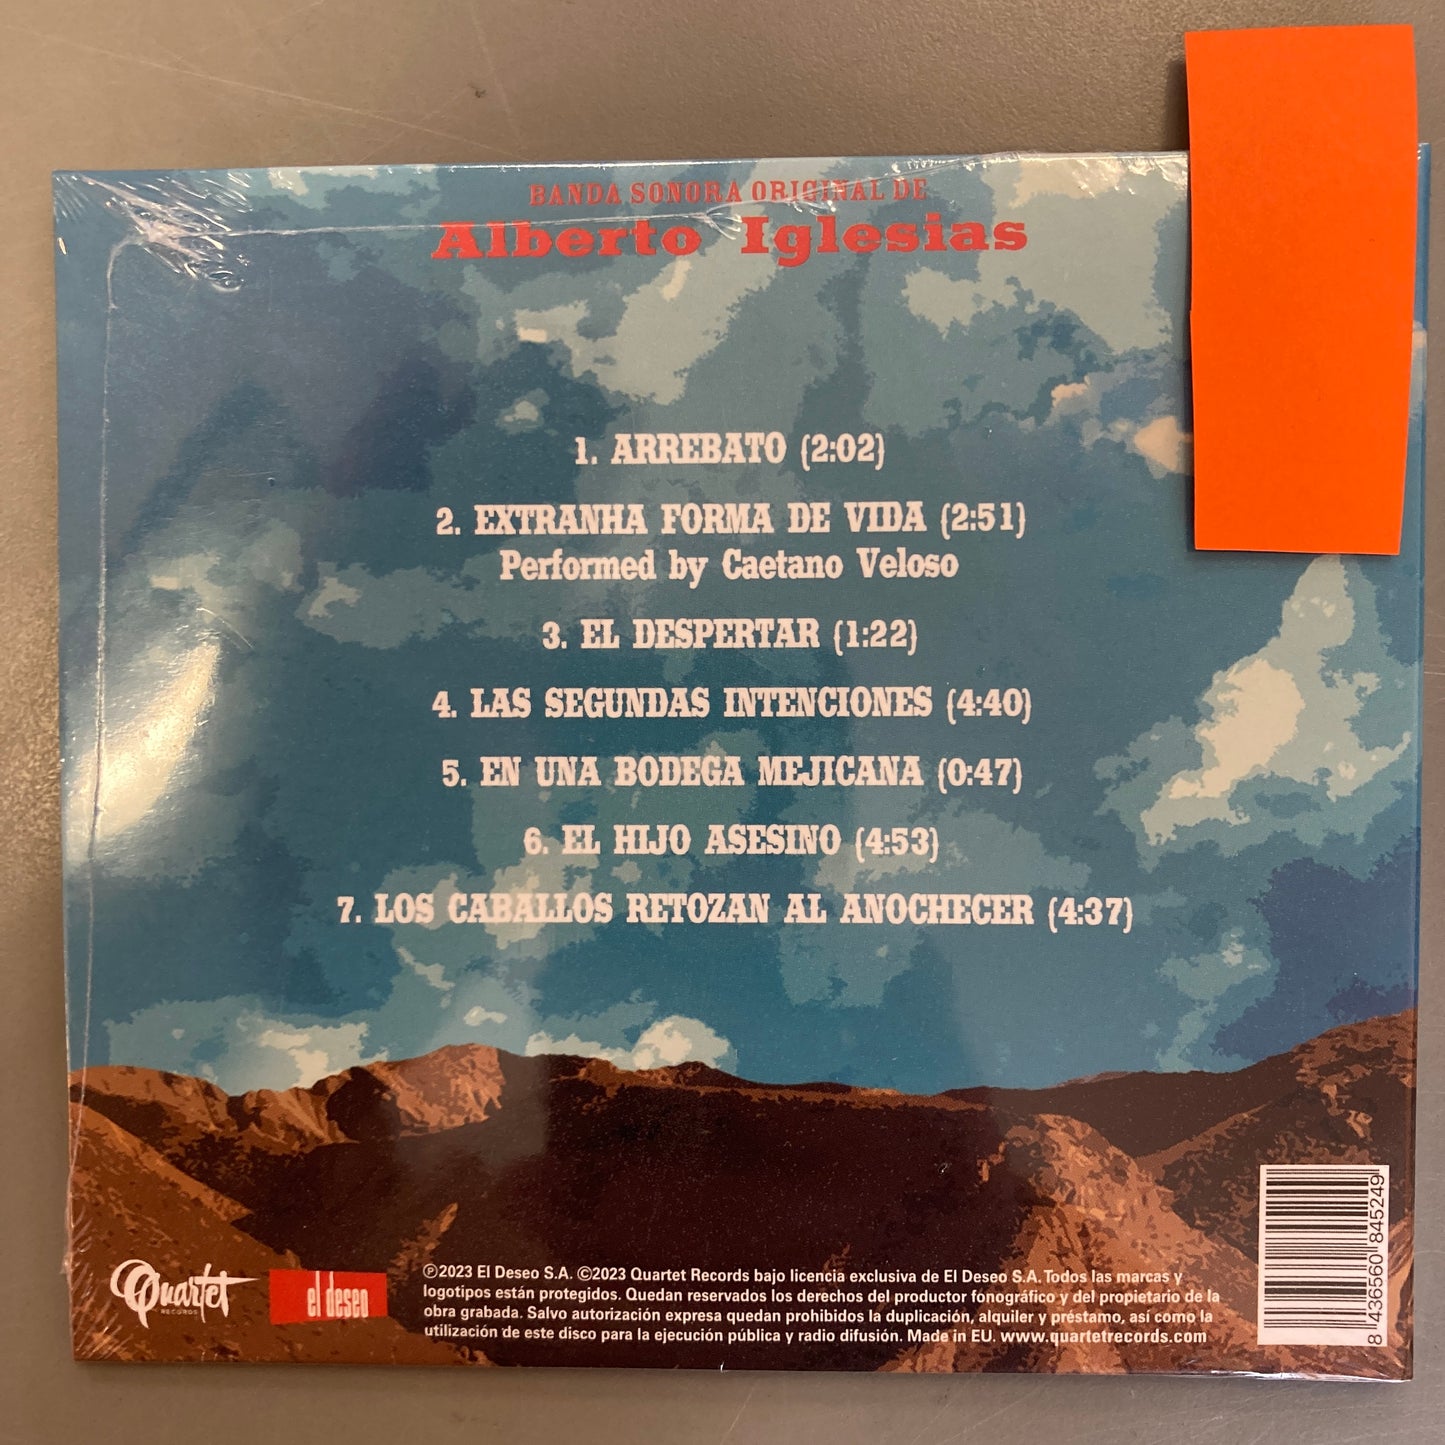 BANDA SONORA ORIGINAL DE
Alberto Iglesias
1. ARREBATO (2:02)
2. EXTRANHA FORMA DE VIDA (2:51)
Performed by Caetano Veloso
3. EL DESPERTAR (1:22)
4. LAS SEGUNDAS INTENCIONES (4:40)
5. EN UNA BODEGA MEJICANA (0:47)
6. EL HIJO ASESINO (4:53)
7. LOS CABALLOS RETOZAN AL ANOCHECER (4:37)
Quartet
RECORDS
el deseo
℗2023 El Deseo S.A. ©2023 Quartet Records bajo licencia exclusiva de El Deseo S.A. Todos las marcas y
logotipos están protegidos. Quedan reservados los derechos del productor fonográfico y del propietario de la
obra grabada. Salvo autorización expresa quedan prohibidos la duplicación, alquiler y préstamo, así como la
utilización de este disco para la ejecución pública y radio difusión. Made in EU. www.quartetrecords.com
8 436560 845249